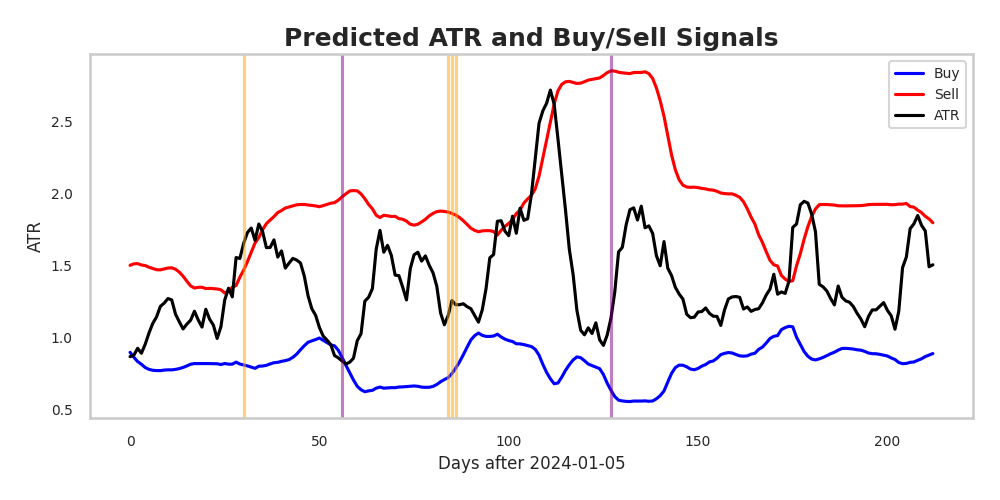 Predicted ATR and Buy/Sell Signals
Buy
Sell
ATR
2.5
2.0
1.5
1.0
0.5
ATR
0 50 100 150 200
Days after 2024-01-05